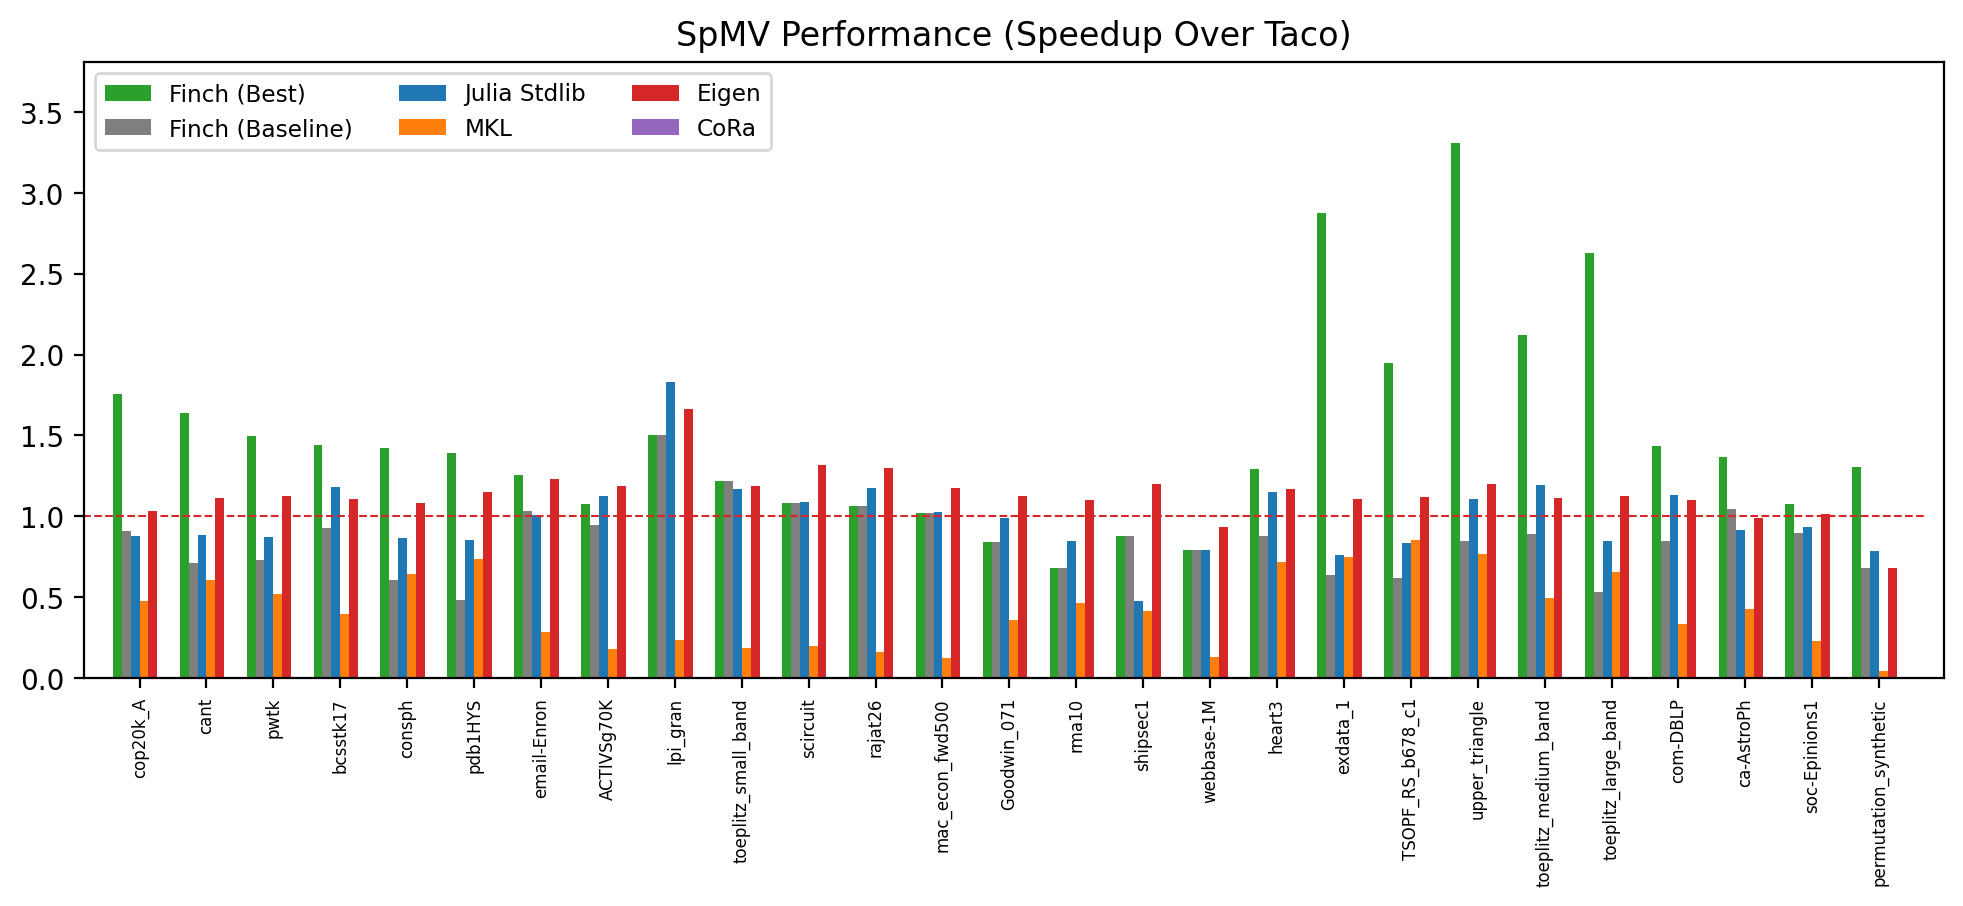 SpMV Performance (Speedup Over Taco)
Finch (Best)
Finch (Baseline)
Julia Stdlib
MKL
Eigen
CoRa
3.5
3.0
2.5
2.0
1.5
1.0
0.5
0.0
cop20k_A
cant
pwtk
bcsstk17
consph
pdb1HYS
email-Enron
ACTIVSg70K
lpi_gran
toeplitz_small_band
scircuit
rajat26
mac_econ_fwd500
Goodwin_071
rma10
shipsec1
webbase-1M
heart3
exdata_1
TSOPF_RS_b678_c1
upper_triangle
toeplitz_medium_band
toeplitz_large_band
com-DBLP
ca-AstroPh
soc-Epinions1
permutation_synthetic